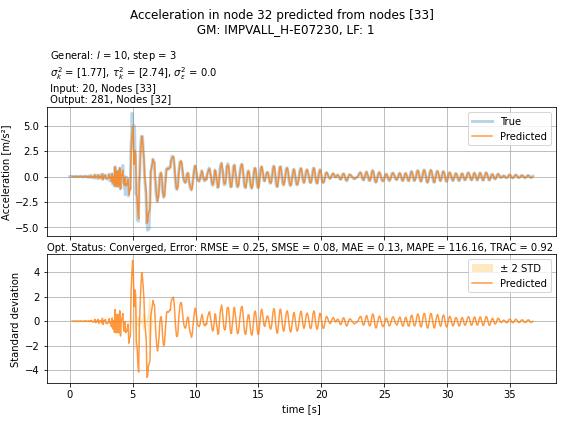 Acceleration in node 32 predicted from nodes [33]
GM: IMPVALL_H-E07230, LF: 1
General: l = 10, step = 3
σ²ₖ = [1.77], τ²ₖ = [2.74], σ²ε = 0.0
Input: 20, Nodes [33]
Output: 281, Nodes [32]
Acceleration [m/s²]
5.0
2.5
0.0
−2.5
−5.0
True
Predicted
Opt. Status: Converged, Error: RMSE = 0.25, SMSE = 0.08, MAE = 0.13, MAPE = 116.16, TRAC = 0.92
Standard deviation
4
2
0
−2
−4
± 2 STD
Predicted
0 5 10 15 20 25 30 35
time [s]